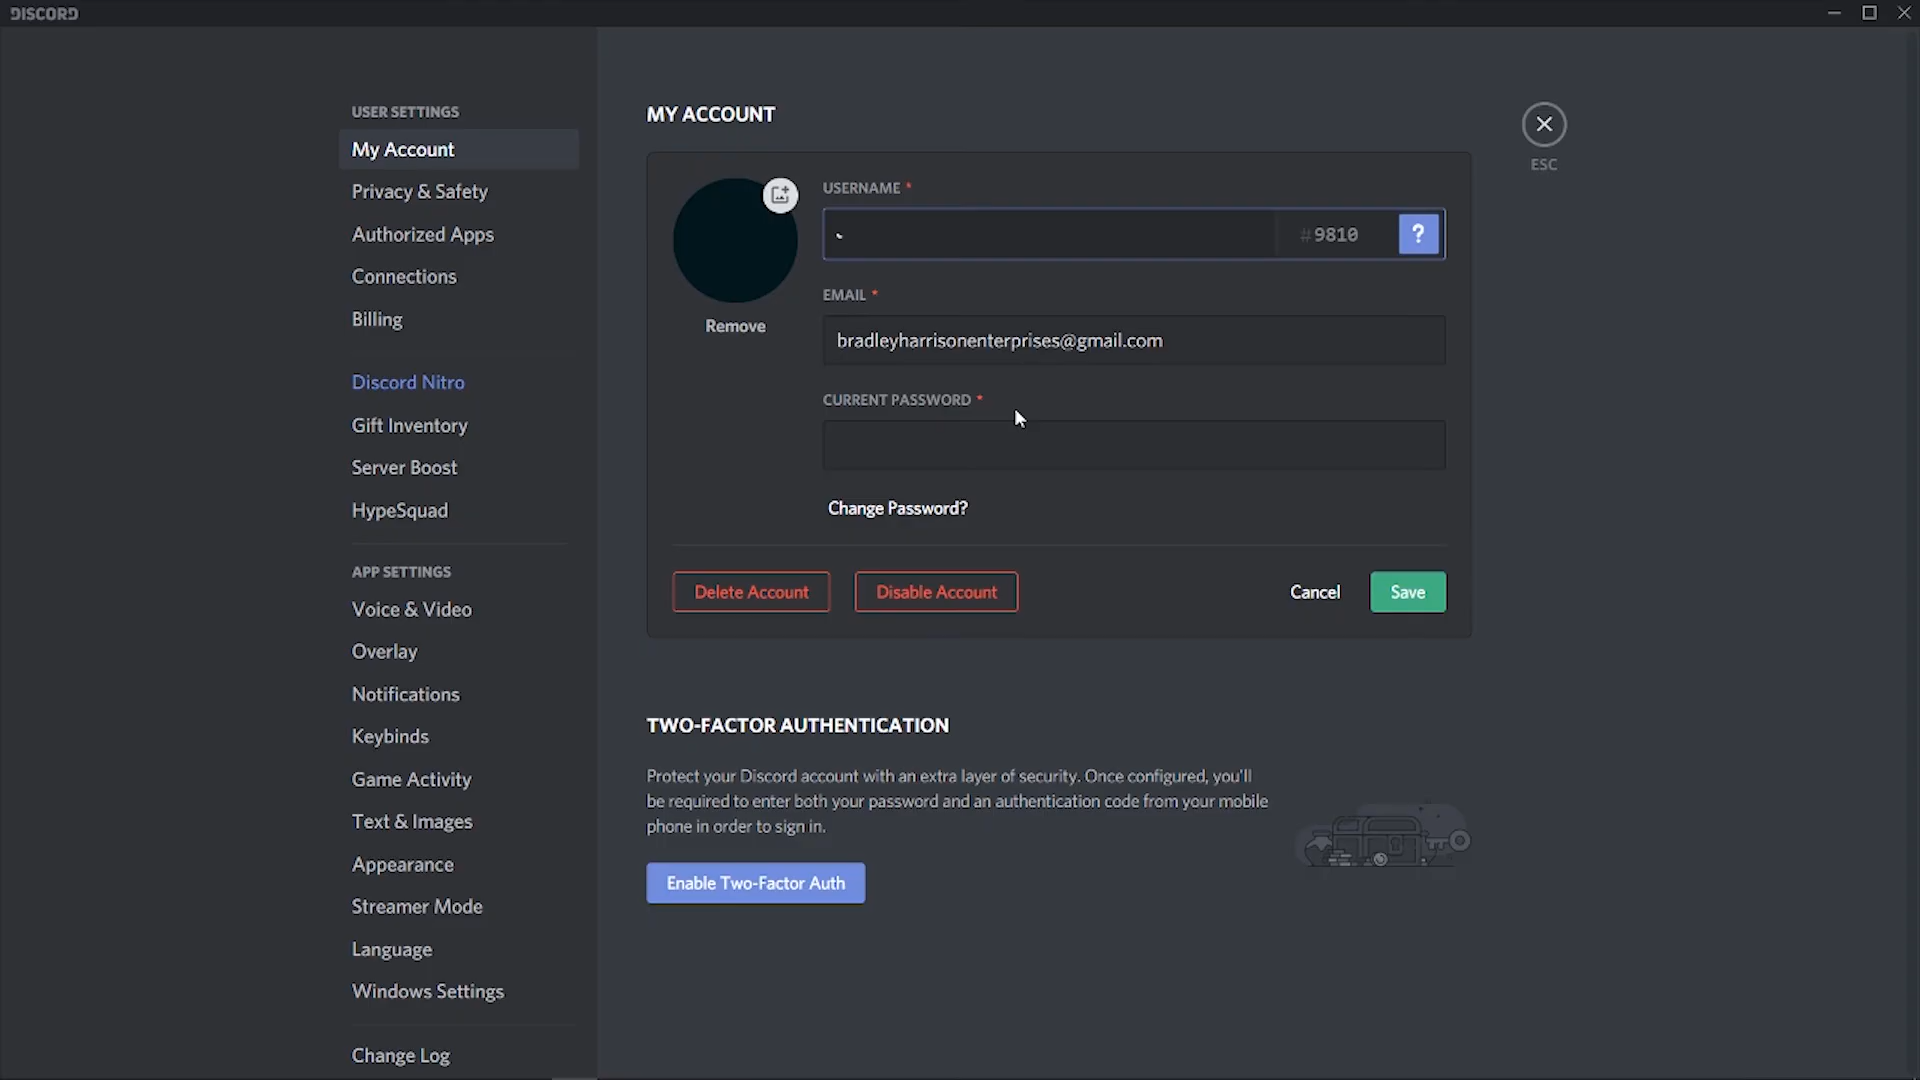 DISCORD
USER SETTINGS
My Account
Privacy & Safety
Authorized Apps
Connections
Billing
Discord Nitro
Gift Inventory
Server Boost
HypeSquad
APP SETTINGS
Voice & Video
Overlay
Notifications
Keybinds
Game Activity
Text & Images
Appearance
Streamer Mode
Language
Windows Settings
Change Log
MY ACCOUNT
ESC
Remove
USERNAME *
#9810 ?
EMAIL *
bradleyharrisonenterprises@gmail.com
CURRENT PASSWORD *
Change Password?
Delete Account Disable Account Cancel Save
TWO-FACTOR AUTHENTICATION
Protect your Discord account with an extra layer of security. Once configured, you'll
be required to enter both your password and an authentication code from your mobile
phone in order to sign in.
Enable Two-Factor Auth